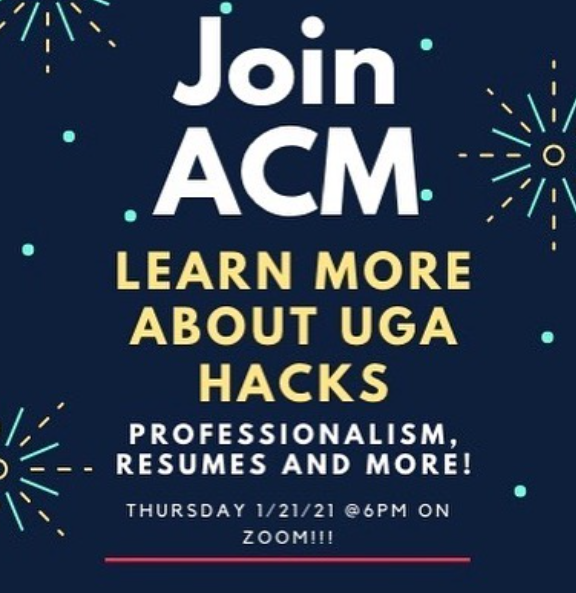 Join
ACM
LEARN MORE
ABOUT UGA
HACKS
PROFESSIONALISM,
RESUMES AND MORE!
THURSDAY 1/21/21 @6PM ON
ZOOM!!!